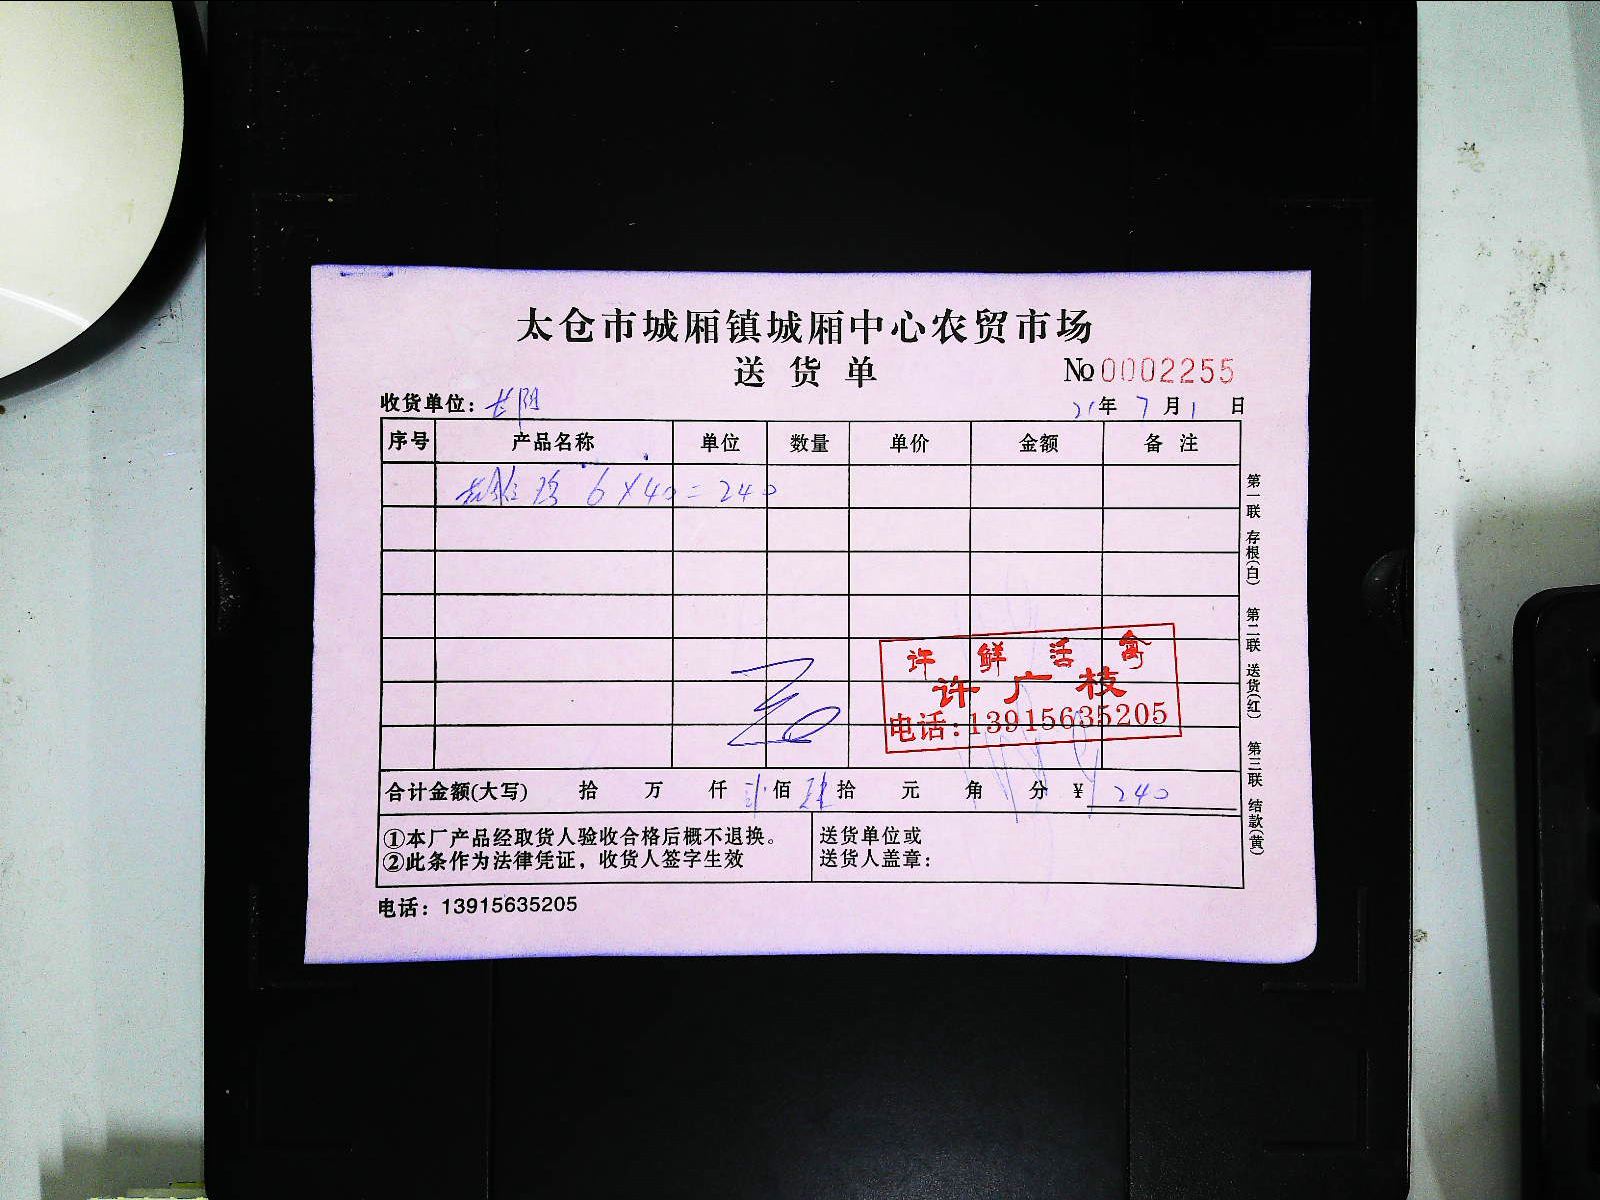 太仓市城厢镇城厢中心农贸市场
送货单
№0002255
收货单位：
21年7月1日
序号 产品名称 单位 数量 单价 金额 备注
6×40=240
许鲜活禽
许广枝
电话:13915635205
合计金额(大写) 拾 万 仟 贰佰 肆拾 元 角 分 ¥ 240
①本厂产品经取货人验收合格后概不退换。
②此条作为法律凭证，收货人签字生效
送货单位或
送货人盖章：
电话：13915635205
第一联 存根(白) 第二联 送货(红) 第三联 结款(黄)